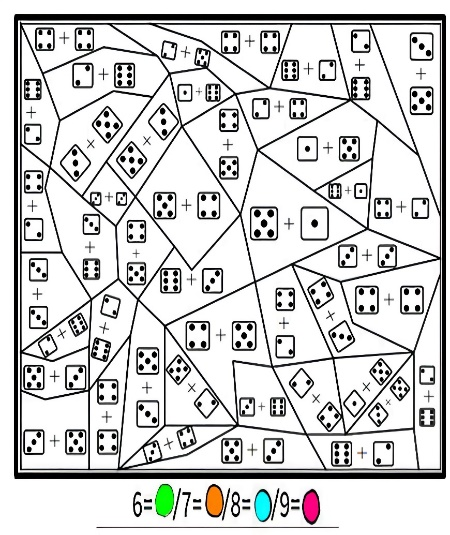 6= /7= /8= /9=